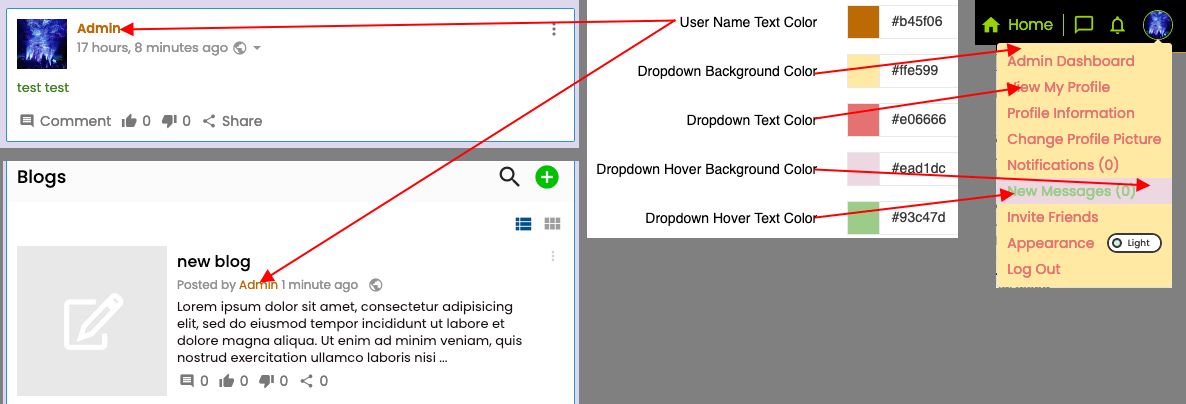 Admin
17 hours, 8 minutes ago
test test
Comment 0 0 Share
Blogs
new blog
Posted by Admin 1 minute ago
Lorem ipsum dolor sit amet, consectetur adipisicing
elit, sed do eiusmod tempor incididunt ut labore et
dolore magna aliqua. Ut enim ad minim veniam, quis
nostrud exercitation ullamco laboris nisi ...
0 0 0 0
User Name Text Color #b45f06
Dropdown Background Color #ffe599
Dropdown Text Color #e06666
Dropdown Hover Background Color #ead1dc
Dropdown Hover Text Color #93c47d
Home
Admin Dashboard
View My Profile
Profile Information
Change Profile Picture
Notifications (0)
New Messages (0)
Invite Friends
Appearance Light
Log Out